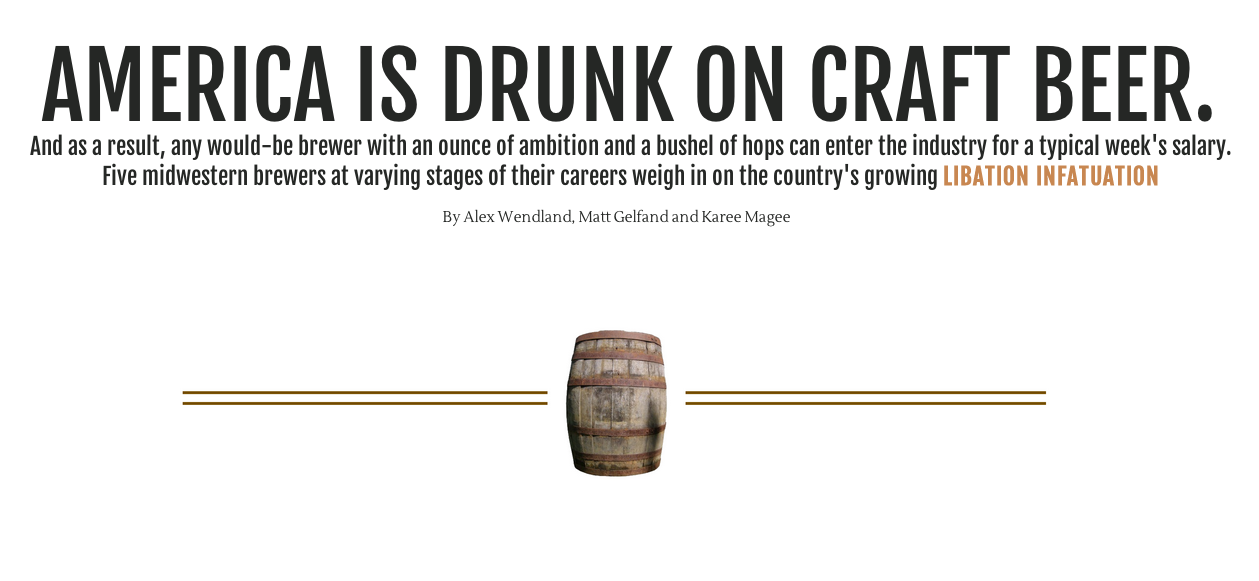 AMERICA IS DRUNK ON CRAFT BEER.
And as a result, any would-be brewer with an ounce of ambition and a bushel of hops can enter the industry for a typical week's salary.
Five midwestern brewers at varying stages of their careers weigh in on the country's growing LIBATION INFATUATION
By Alex Wendland, Matt Gelfand and Karee Magee